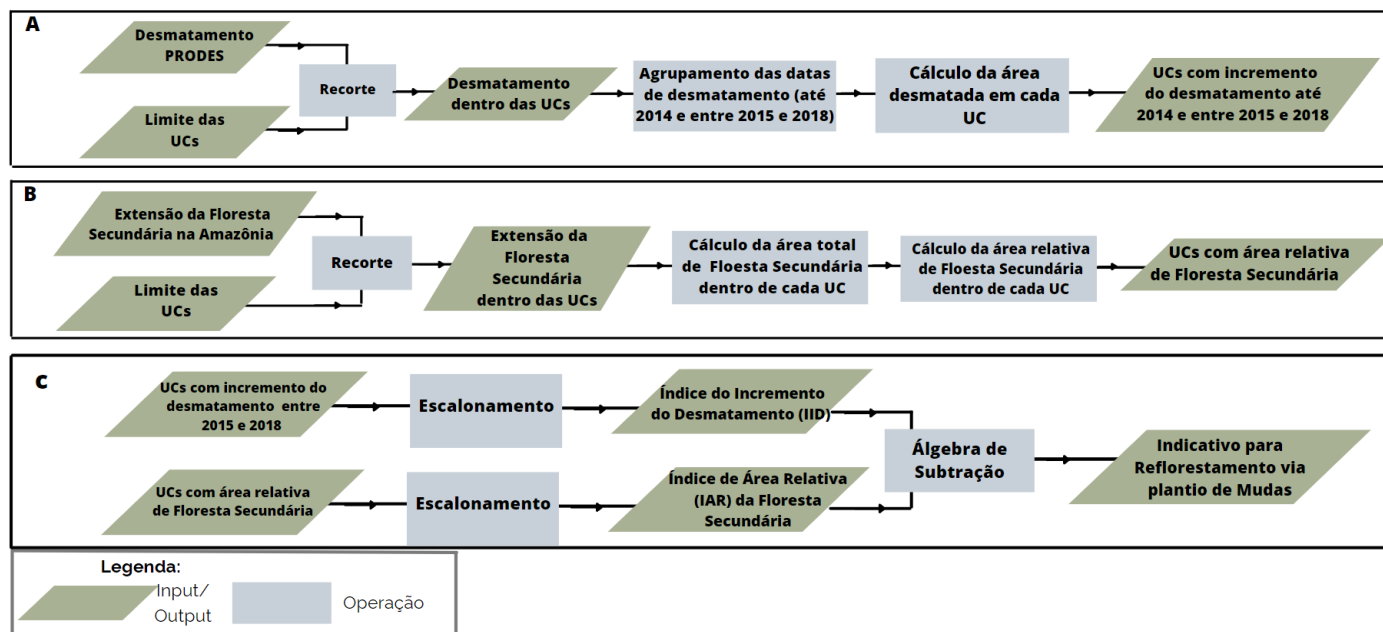 A
Desmatamento
PRODES
Limite das
UCs
Recorte
Desmatamento
dentro das UCs
Agrupamento das datas
de desmatamento (até
2014 e entre 2015 e 2018)
Cálculo da área
desmatada em cada
UC
UCs com incremento
do desmatamento até
2014 e entre 2015 e 2018
B
Extensão da Floresta
Secundária na Amazônia
Limite das
UCs
Recorte
Extensão da
Floresta
Secundária
dentro das UCs
Cálculo da área total
de Floesta Secundária
dentro de cada UC
Cálculo da área relativa
de Floesta Secundária
dentro de cada UC
UCs com área relativa
de Floresta Secundária
C
UCs com incremento do
desmatamento entre
2015 e 2018
Escalonamento
Índice do Incremento
do Desmatamento (IID)
UCs com área relativa
de Floresta Secundária
Escalonamento
Índice de Área Relativa
(IAR) da Floresta
Secundária
Álgebra de
Subtração
Indicativo para
Reflorestamento via
plantio de Mudas
Legenda:
Input/
Output
Operação